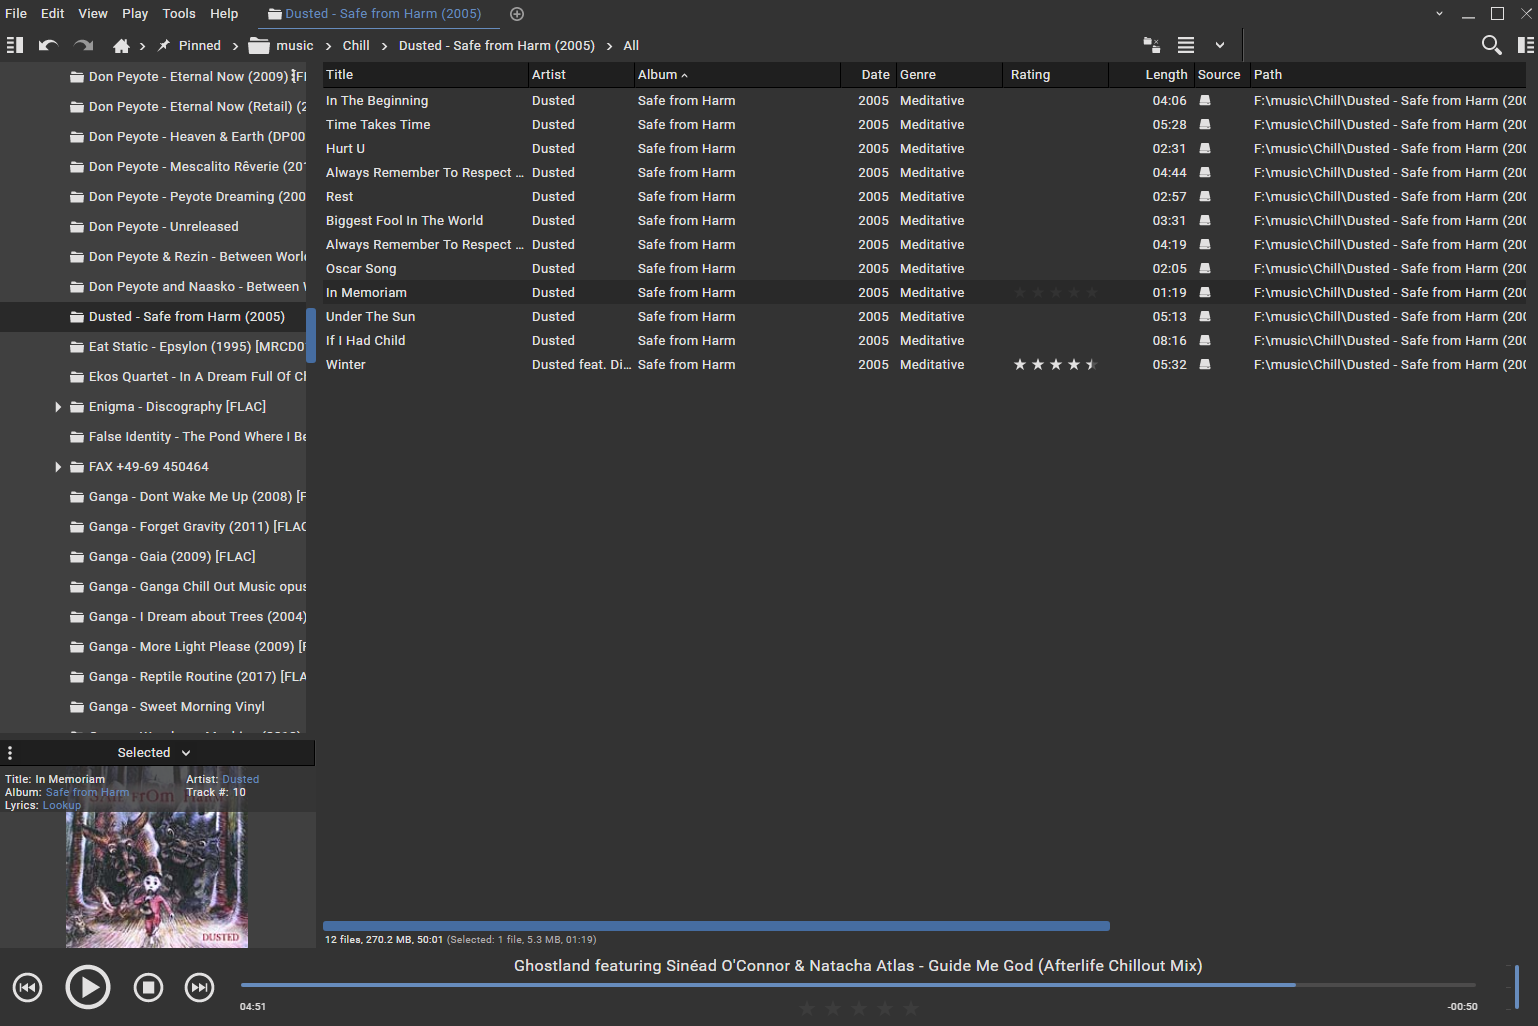 File Edit View Play Tools Help Dusted - Safe from Harm (2005)
Pinned music Chill Dusted - Safe from Harm (2005) All
Don Peyote - Eternal Now (2009) [FL
Don Peyote - Eternal Now (Retail) (2
Don Peyote - Heaven & Earth (DP00
Don Peyote - Mescalito Rêverie (201
Don Peyote - Peyote Dreaming (200
Don Peyote - Unreleased
Don Peyote & Rezin - Between Worl
Don Peyote and Naasko - Between W
Dusted - Safe from Harm (2005)
Eat Static - Epsylon (1995) [MRCD0
Ekos Quartet - In A Dream Full Of Ch
Enigma - Discography [FLAC]
False Identity - The Pond Where I Be
FAX +49-69 450464
Ganga - Dont Wake Me Up (2008) [F
Ganga - Forget Gravity (2011) [FLAC
Ganga - Gaia (2009) [FLAC]
Ganga - Ganga Chill Out Music opus
Ganga - I Dream about Trees (2004)
Ganga - More Light Please (2009) [F
Ganga - Reptile Routine (2017) [FLA
Ganga - Sweet Morning Vinyl
Title Artist Album Date Genre Rating Length Source Path
In The Beginning Dusted Safe from Harm 2005 Meditative 04:06 F:\music\Chill\Dusted - Safe from Harm (200
Time Takes Time Dusted Safe from Harm 2005 Meditative 05:28 F:\music\Chill\Dusted - Safe from Harm (200
Hurt U Dusted Safe from Harm 2005 Meditative 02:31 F:\music\Chill\Dusted - Safe from Harm (200
Always Remember To Respect ... Dusted Safe from Harm 2005 Meditative 04:44 F:\music\Chill\Dusted - Safe from Harm (200
Rest Dusted Safe from Harm 2005 Meditative 02:57 F:\music\Chill\Dusted - Safe from Harm (200
Biggest Fool In The World Dusted Safe from Harm 2005 Meditative 03:31 F:\music\Chill\Dusted - Safe from Harm (200
Always Remember To Respect ... Dusted Safe from Harm 2005 Meditative 04:19 F:\music\Chill\Dusted - Safe from Harm (200
Oscar Song Dusted Safe from Harm 2005 Meditative 02:05 F:\music\Chill\Dusted - Safe from Harm (200
In Memoriam Dusted Safe from Harm 2005 Meditative 01:19 F:\music\Chill\Dusted - Safe from Harm (200
Under The Sun Dusted Safe from Harm 2005 Meditative 05:13 F:\music\Chill\Dusted - Safe from Harm (200
If I Had Child Dusted Safe from Harm 2005 Meditative 08:16 F:\music\Chill\Dusted - Safe from Harm (200
Winter Dusted feat. Di... Safe from Harm 2005 Meditative 05:32 F:\music\Chill\Dusted - Safe from Harm (200
Selected
Title: In Memoriam Artist: Dusted
Album: Safe from Harm Track #: 10
Lyrics: Lookup
SAfe frOm HaRM
DUSTED
12 files, 270.2 MB, 50:01 (Selected: 1 file, 5.3 MB, 01:19)
Ghostland featuring Sinéad O'Connor & Natacha Atlas - Guide Me God (Afterlife Chillout Mix)
04:51 -00:50